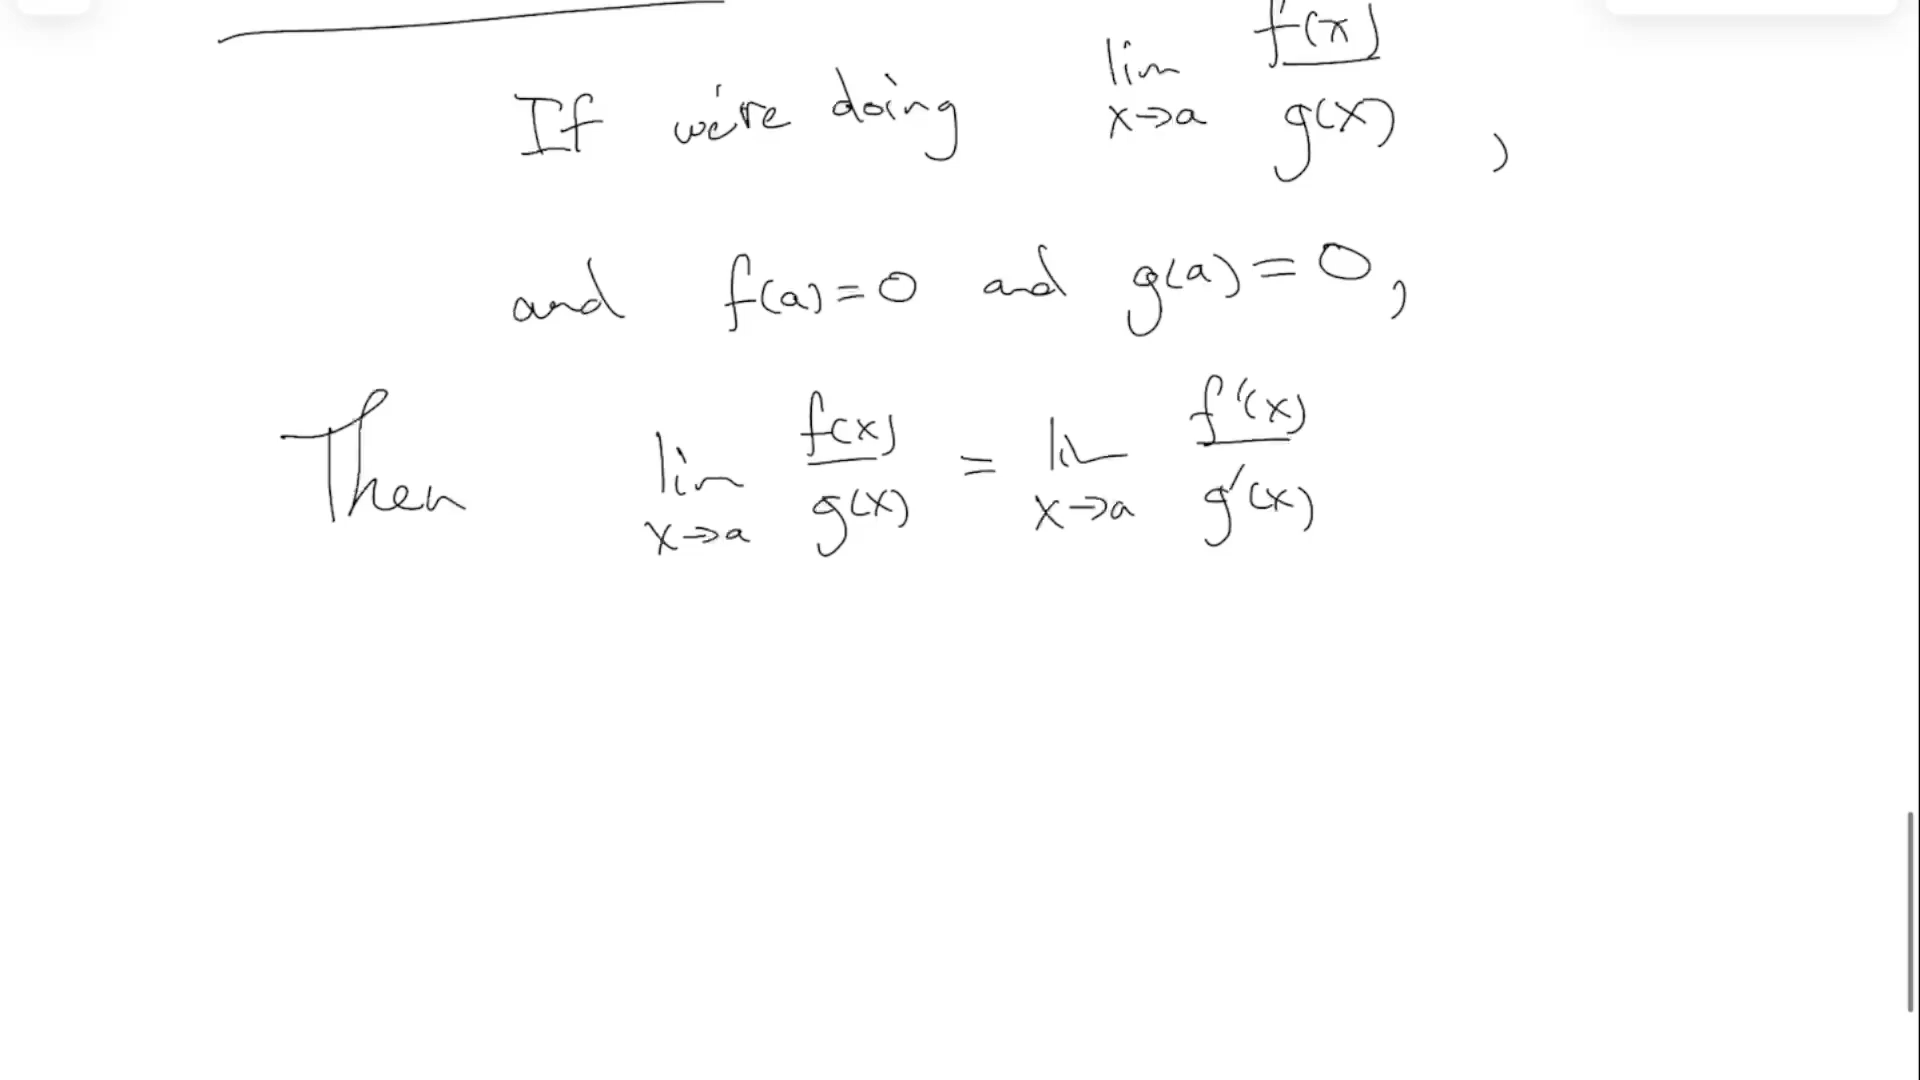 If we're doing lim x→a f(x)/g(x) ,
and f(a)=0 and g(a)=0,
Then lim x→a f(x)/g(x) = lim x→a f'(x)/g'(x)